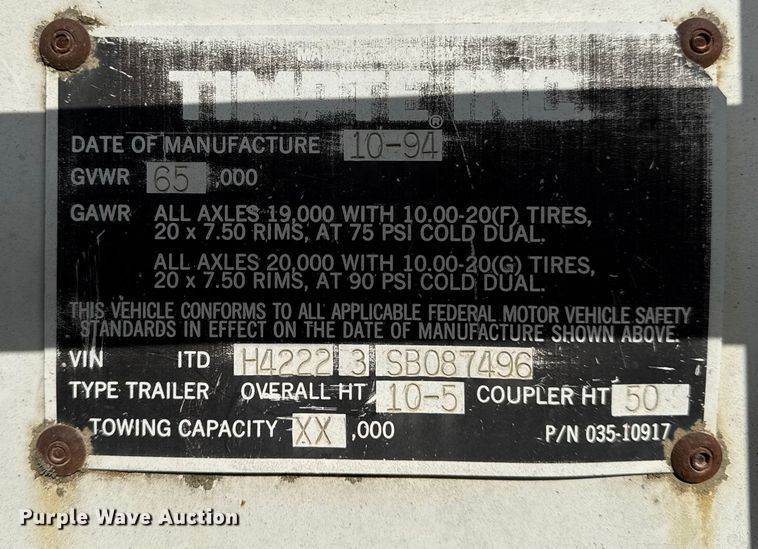 TIMPTE INC.
®
DATE OF MANUFACTURE 10-94
GVWR 65 ,000
GAWR ALL AXLES 19,000 WITH 10.00-20(F) TIRES,
20 x 7.50 RIMS, AT 75 PSI COLD DUAL.
ALL AXLES 20,000 WITH 10.00-20(G) TIRES,
20 x 7.50 RIMS, AT 90 PSI COLD DUAL.
THIS VEHICLE CONFORMS TO ALL APPLICABLE FEDERAL MOTOR VEHICLE SAFETY
STANDARDS IN EFFECT ON THE DATE OF MANUFACTURE SHOWN ABOVE.
VIN 1TD H4222 3 SB087496
TYPE TRAILER OVERALL HT 10-5 COUPLER HT 50
TOWING CAPACITY XX ,000 P/N 035-10917
Purple Wave Auction